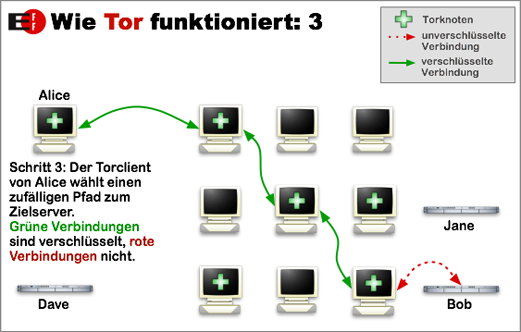 EFF Wie Tor funktioniert: 3
Torknoten
unverschlüsselte
Verbindung
verschlüsselte
Verbindung
Alice
Schritt 3: Der Torclient
von Alice wählt einen
zufälligen Pfad zum
Zielserver.
Grüne Verbindungen
sind verschlüsselt, rote
Verbindungen nicht.
Jane
Dave
Bob